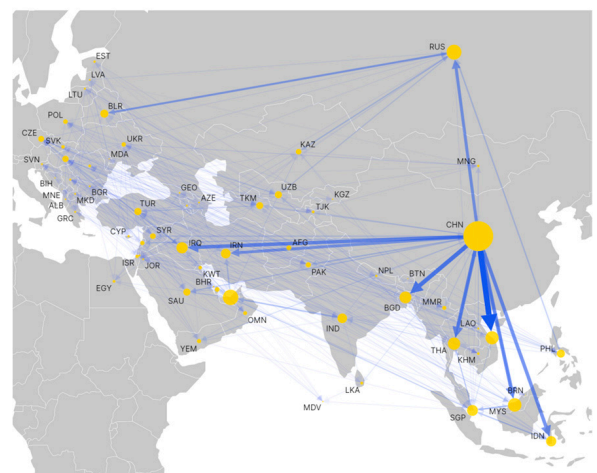 RUS
EST
LVA
LTU
BLR
POL
CZE
SVK
UKR
KAZ
SVN
MDA
MNG
BIH
BGR
GEO
UZB
KGZ
MNE
MKD
TUR
AZE
TKM
TJK
ALB
GRC
CHN
CYP
SYR
IRQ
IRN
AFG
ISR
JOR
KWT
PAK
NPL
BTN
EGY
BHR
SAU
BGD
MMR
OMN
IND
LAQ
YEM
THA
KHM
PHL
LKA
BRN
MDV
SGP
MYS
IDN